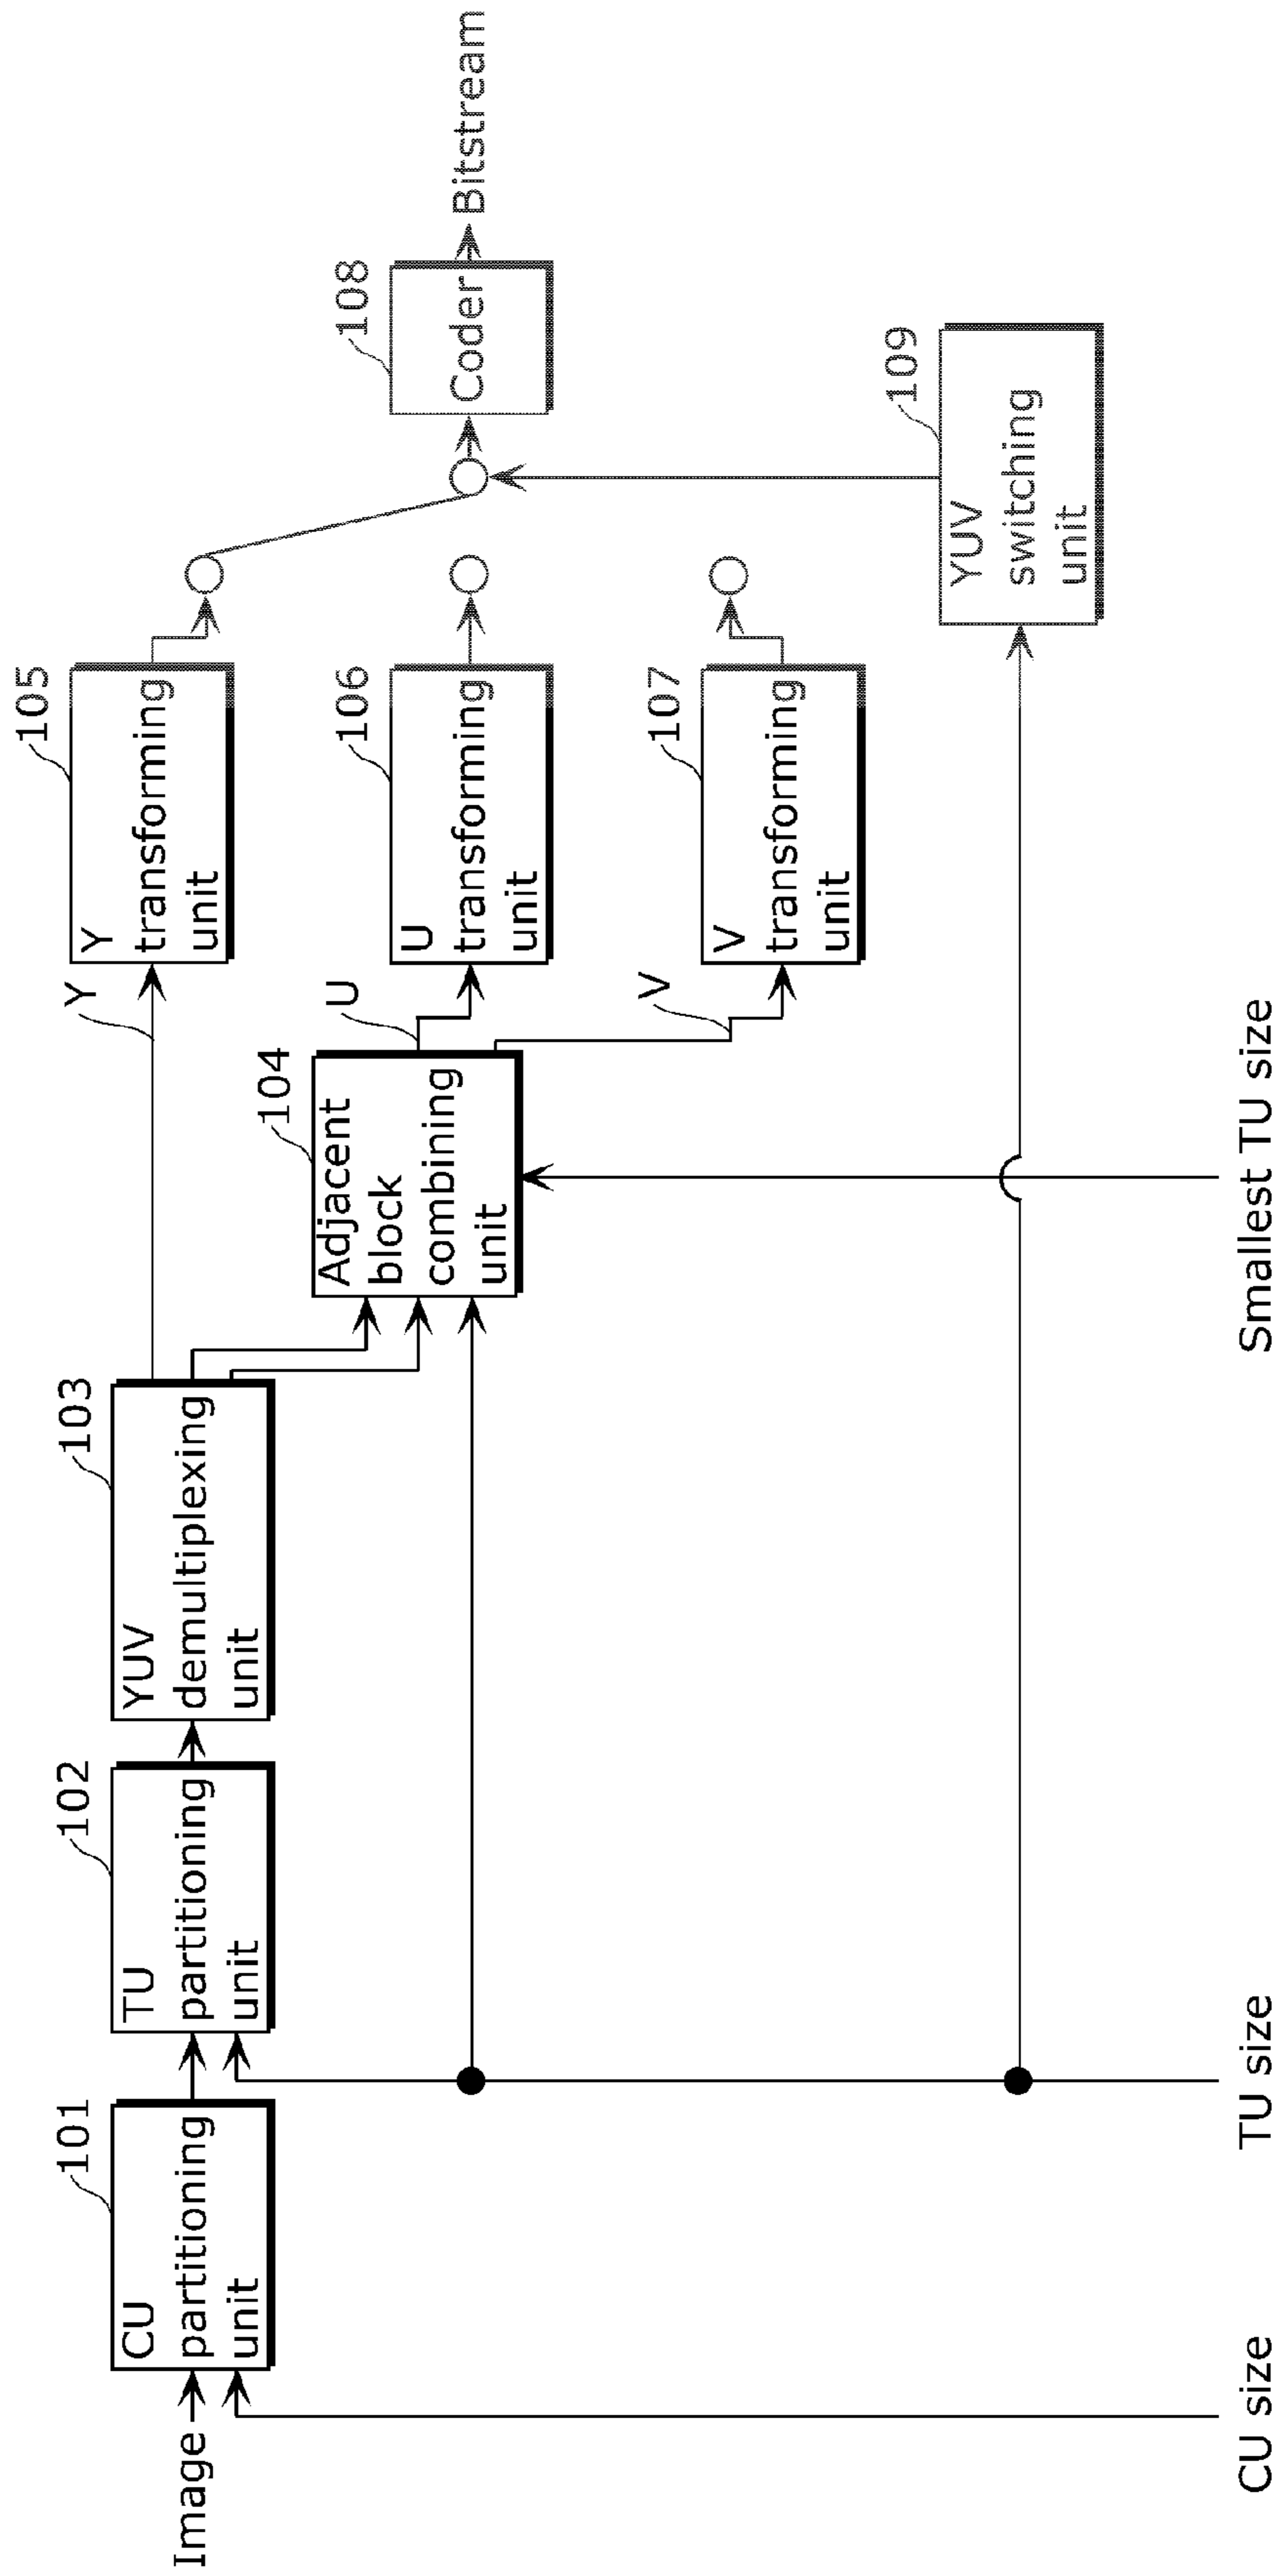 Image
CU size
101
CU
partitioning
unit
TU size
102
TU
partitioning
unit
103
YUV
demultiplexing
unit
Smallest TU size
104
Adjacent
block
combining
unit
Y
U
V
105
Y
transforming
unit
106
U
transforming
unit
107
V
transforming
unit
108
Coder
Bitstream
109
YUV
switching
unit